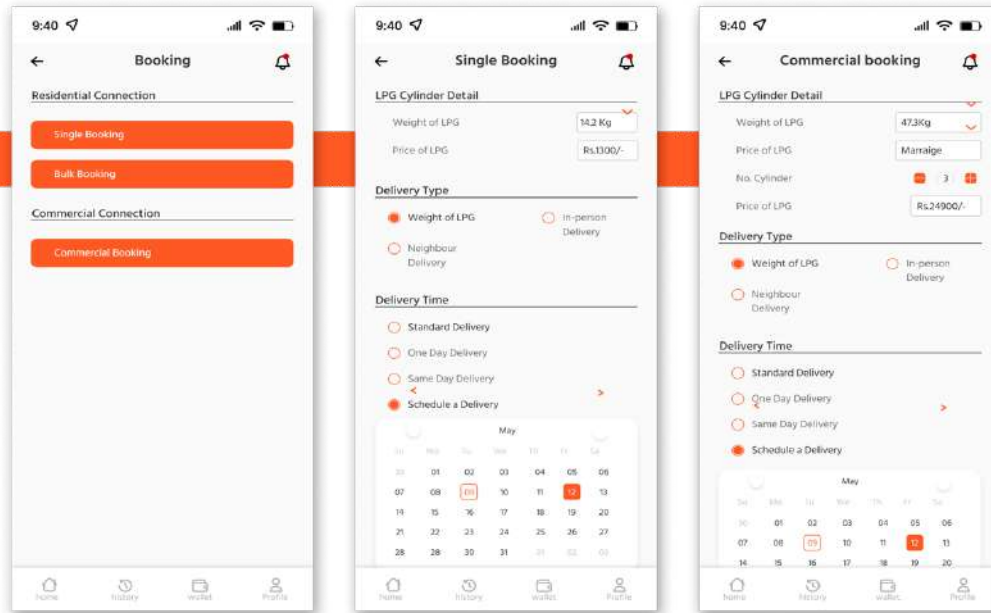 9:40
Booking
Residential Connection
Single Booking
Bulk Booking
Commercial Connection
Commercial Booking
home
history
wallet
Profile
9:40
Single Booking
LPG Cylinder Detail
Weight of LPG
14.2 Kg
Price of LPG
Rs.1300/-
Delivery Type
Weight of LPG
In-person
Delivery
Neighbour
Delivery
Delivery Time
Standard Delivery
One Day Delivery
Same Day Delivery
< >
Schedule a Delivery
May
01 02 03 04 05 06
07 08 09 10 11 12 13
14 15 16 17 18 19 20
21 22 23 24 25 26 27
28 28 30 31 01 02 03
home
history
wallet
Profile
9:40
Commercial booking
LPG Cylinder Detail
Weight of LPG
47.3Kg
Price of LPG
Marraige
No. Cylinder
3
Price of LPG
Rs.24900/-
Delivery Type
Weight of LPG
In-person
Delivery
Neighbour
Delivery
Delivery Time
Standard Delivery
One Day Delivery
< >
Same Day Delivery
Schedule a Delivery
May
01 02 03 04 05 06
07 08 09 10 11 12 13
14 15 16 17 18 19 20
home
history
wallet
Profile